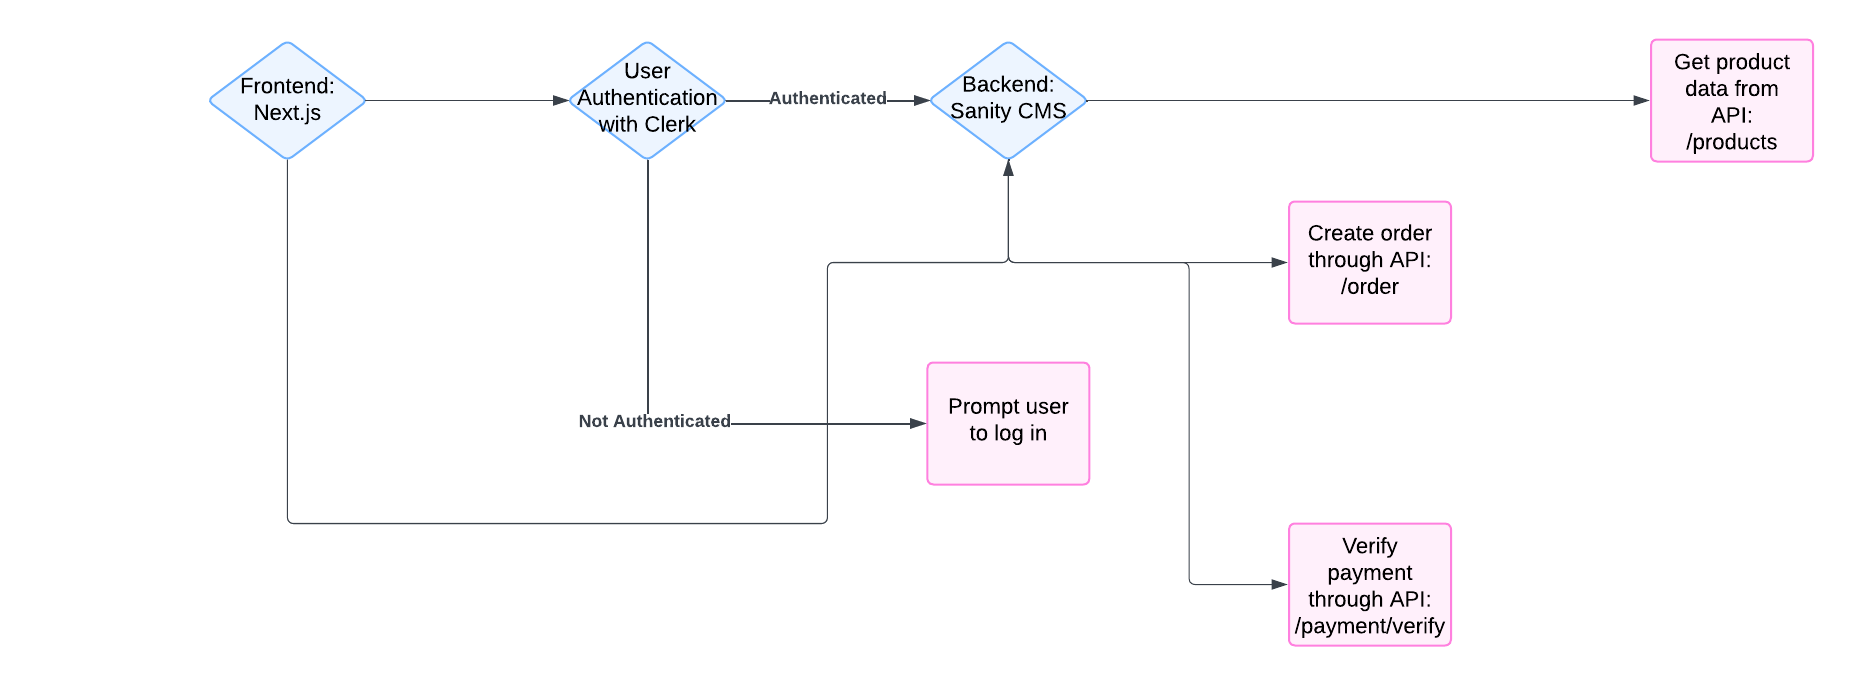 Frontend:
Next.js
User
Authentication
with Clerk
Authenticated
Backend:
Sanity CMS
Get product
data from
API:
/products
Create order
through API:
/order
Not Authenticated
Prompt user
to log in
Verify
payment
through API:
/payment/verify